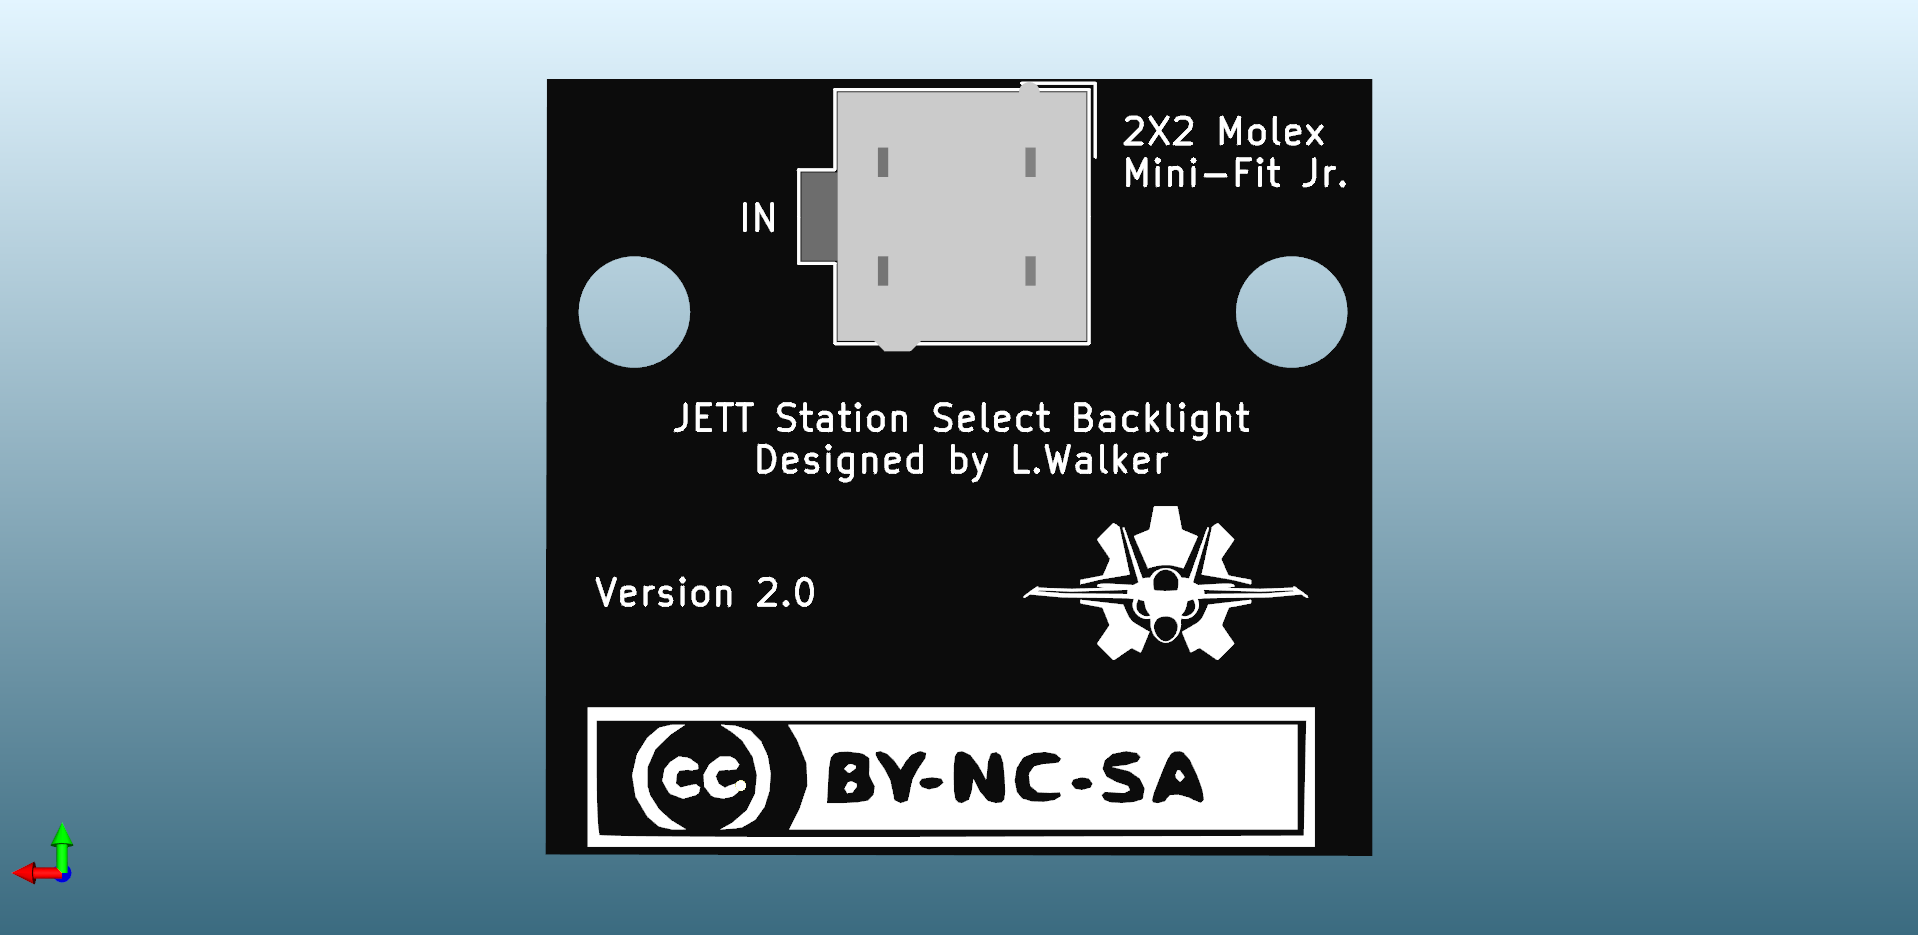 2X2 Molex
Mini-Fit Jr.
IN
JETT Station Select Backlight
Designed by L.Walker
Version 2.0
cc BY-NC-SA